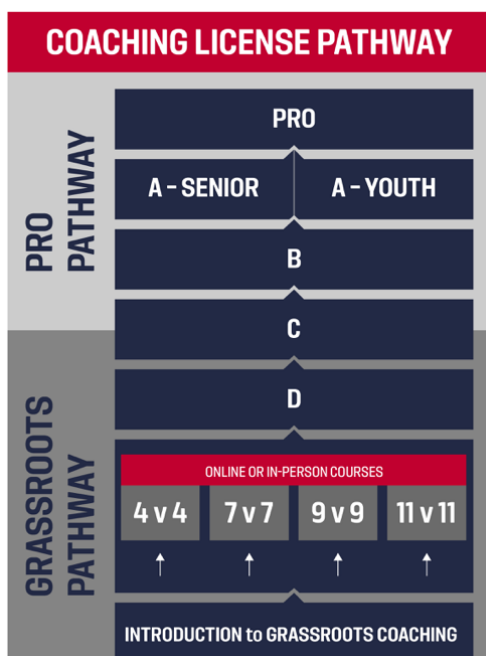 COACHING LICENSE PATHWAY
PRO PATHWAY
PRO
A – SENIOR
A – YOUTH
B
C
GRASSROOTS PATHWAY
D
ONLINE OR IN-PERSON COURSES
4 v 4
7 v 7
9 v 9
11 v 11
INTRODUCTION to GRASSROOTS COACHING